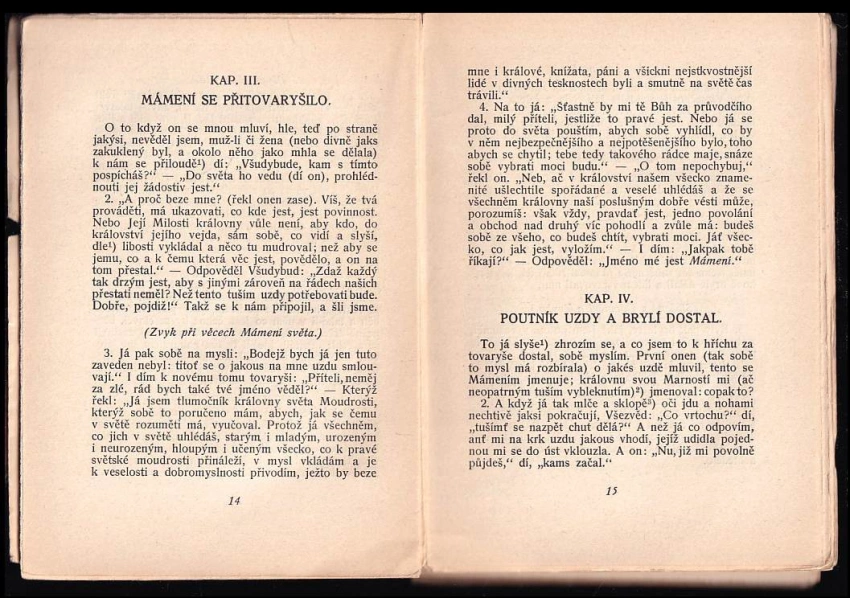 KAP. III.
MÁMENÍ SE PŘITOVARYŠILO.
O to když on se mnou mluví, hle, teď po straně
jakýsi, nevěděl jsem, muž-li či žena (nebo divně jaks
zakuklený byl, a okolo něho jako mhla se dělala)
k nám se přiloudě¹) dí: „Všudybude, kam s tímto
pospícháš?“ — „Do světa ho vedu (dí on), prohléd-
nouti jej žádostiv jest.“
2. „A proč beze mne? (řekl onen zase). Víš, že tvá
prováděti, má ukazovati, co kde jest, jest povinnost.
Nebo Její Milosti královny vůle není, aby kdo, do
království jejího vejda, sám sobě, co vidí a slyší,
dle¹) libosti vykládal a něco tu mudroval; než aby se
jemu, co a k čemu která věc jest, povědělo, a on na
tom přestal.“ — Odpověděl Všudybud: „Zdaž každý
tak drzým jest, aby s jinými zároveň na řádech našich
přestati neměl? Než tento tuším uzdy potřebovati bude.
Dobře, pojdiž!“ Takž se k nám připojil, a šli jsme.
(Zvyk při věcech Mámení světa.)
3. Já pak sobě na mysli: „Bodejž bych já jen tuto
zaveden nebyl: titoť se o jakous na mne uzdu smlou-
vají.“ I dím k novému tomu tovaryši: „Příteli, neměj
za zlé, rád bych také tvé jméno věděl?“ — Kterýž
řekl: „Já jsem tlumočník královny světa Moudrosti,
kterýž sobě to poručeno mám, abych, jak se čemu
v světě rozuměti má, vyučoval. Protož já všechněm,
co jich v světě uhlédáš, starým i mladým, urozeným
i neurozeným, hloupým i učeným všecko, co k pravé
světské moudrosti přináleží, v mysl vkládám a je
k veselosti a dobromyslnosti přivodím, ježto by beze
14
mne i králové, knížata, páni a všickni nejstkvostnější
lidé v divných tesknostech byli a smutně na světě čas
trávili.“
4. Na to já: „Šťastně by mi tě Bůh za průvodčího
dal, milý příteli, jestliže to pravé jest. Nebo já se
proto do světa pouštím, abych sobě vyhlídl, co by
v něm nejbezpečnějšího a nejpotěšenějšího bylo, toho
abych se chytil; tebe tedy takového rádce maje, snáze
sobě vybrati moci budu.“ — „O tom nepochybuj,“
řekl on. „Neb, ač v království našem všecko zname-
nité ušlechtile spořádané a veselé uhlédáš a že se
všechněm královny naší poslušným dobře vésti může,
porozumíš: však vždy, pravdať jest, jedno povolání
a obchod nad druhý víc pohodlí a zvůle má: budeš
sobě ze všeho, co budeš chtít, vybrati moci. Jáť všec-
ko, co jak jest, vyložím.“ — I dím: „Jakpak tobě
říkají?“ — Odpověděl: „Jméno mé jest Mámení.“
KAP. IV.
POUTNÍK UZDY A BRYLÍ DOSTAL.
To já slyše¹) zhrozím se, a co jsem to k hříchu za
tovaryše dostal, sobě myslím. První onen (tak sobě
to mysl má rozbírala) o jakés uzdě mluvil, tento se
Mámením jmenuje; královnu svou Marností mi (ač
neopatrným tuším vybleknutím)²) jmenoval: copak to?
2. A když já tak mlče a sklopě³) oči jdu a nohami
nechtivě jaksi pokračují, Všezvěd: „Co vrtochu?“ dí,
„tušímť se nazpět chut dělá?“ A než já co odpovím,
anť mi na krk uzdu jakous vhodí, jejíž udidla pojed-
nou mi se do úst vklouzla. A on: „Nu, již mi povolně
půjdeš,“ dí, „kams začal.“
15